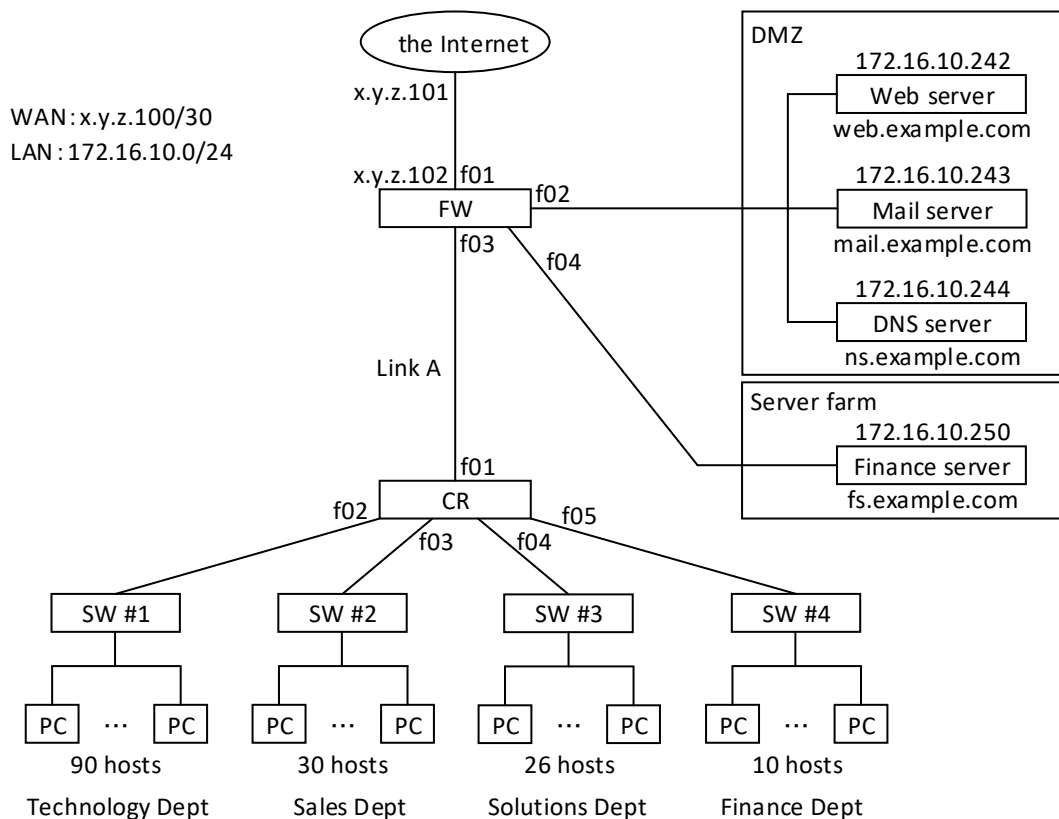 the Internet
x.y.z.101
WAN : x.y.z.100/30
LAN : 172.16.10.0/24
x.y.z.102
f01
FW
f02
f03
f04
DMZ
172.16.10.242
Web server
web.example.com
172.16.10.243
Mail server
mail.example.com
172.16.10.244
DNS server
ns.example.com
Link A
Server farm
172.16.10.250
Finance server
fs.example.com
f01
CR
f02
f03
f04
f05
SW #1
SW #2
SW #3
SW #4
PC ... PC
PC ... PC
PC ... PC
PC ... PC
90 hosts
30 hosts
26 hosts
10 hosts
Technology Dept
Sales Dept
Solutions Dept
Finance Dept